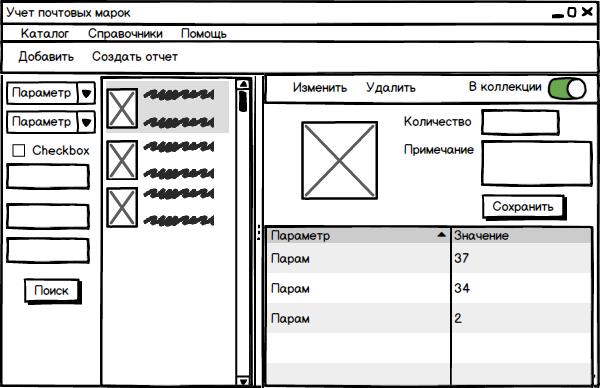 Учет почтовых марок
Каталог Справочники Помощь
Добавить Создать отчет
Параметр
Параметр
Checkbox
Поиск
Изменить Удалить В коллекции
Количество
Примечание
Сохранить
Параметр Значение
Парам 37
Парам 34
Парам 2